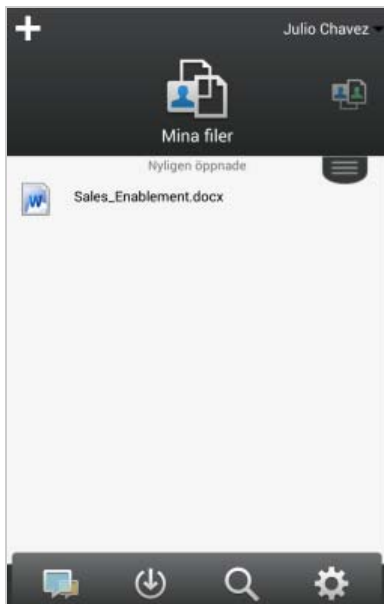 Julio Chavez
Mina filer
Nyligen öppnade
Sales_Enablement.docx